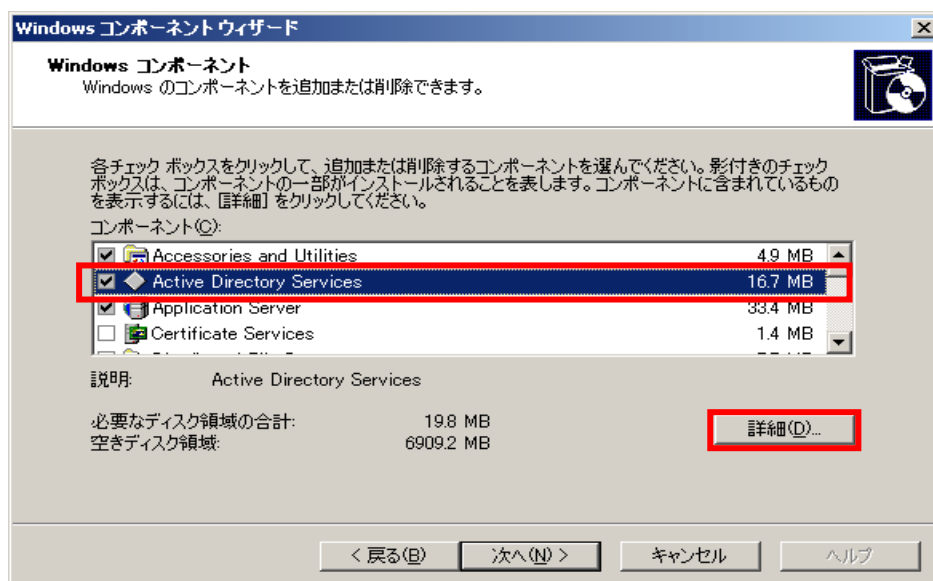 Windows コンポーネント ウィザード
Windows コンポーネント
Windows のコンポーネントを追加または削除できます。
各チェック ボックスをクリックして、追加または削除するコンポーネントを選んでください。影付きのチェック
ボックスは、コンポーネントの一部がインストールされることを表します。コンポーネントに含まれているもの
を表示するには、[詳細] をクリックしてください。
コンポーネント(C):
Accessories and Utilities 4.9 MB
Active Directory Services 16.7 MB
Application Server 33.4 MB
Certificate Services 1.4 MB
説明: Active Directory Services
必要なディスク領域の合計: 19.8 MB
空きディスク領域: 6909.2 MB
詳細(D)...
< 戻る(B) 次へ(N) > キャンセル ヘルプ